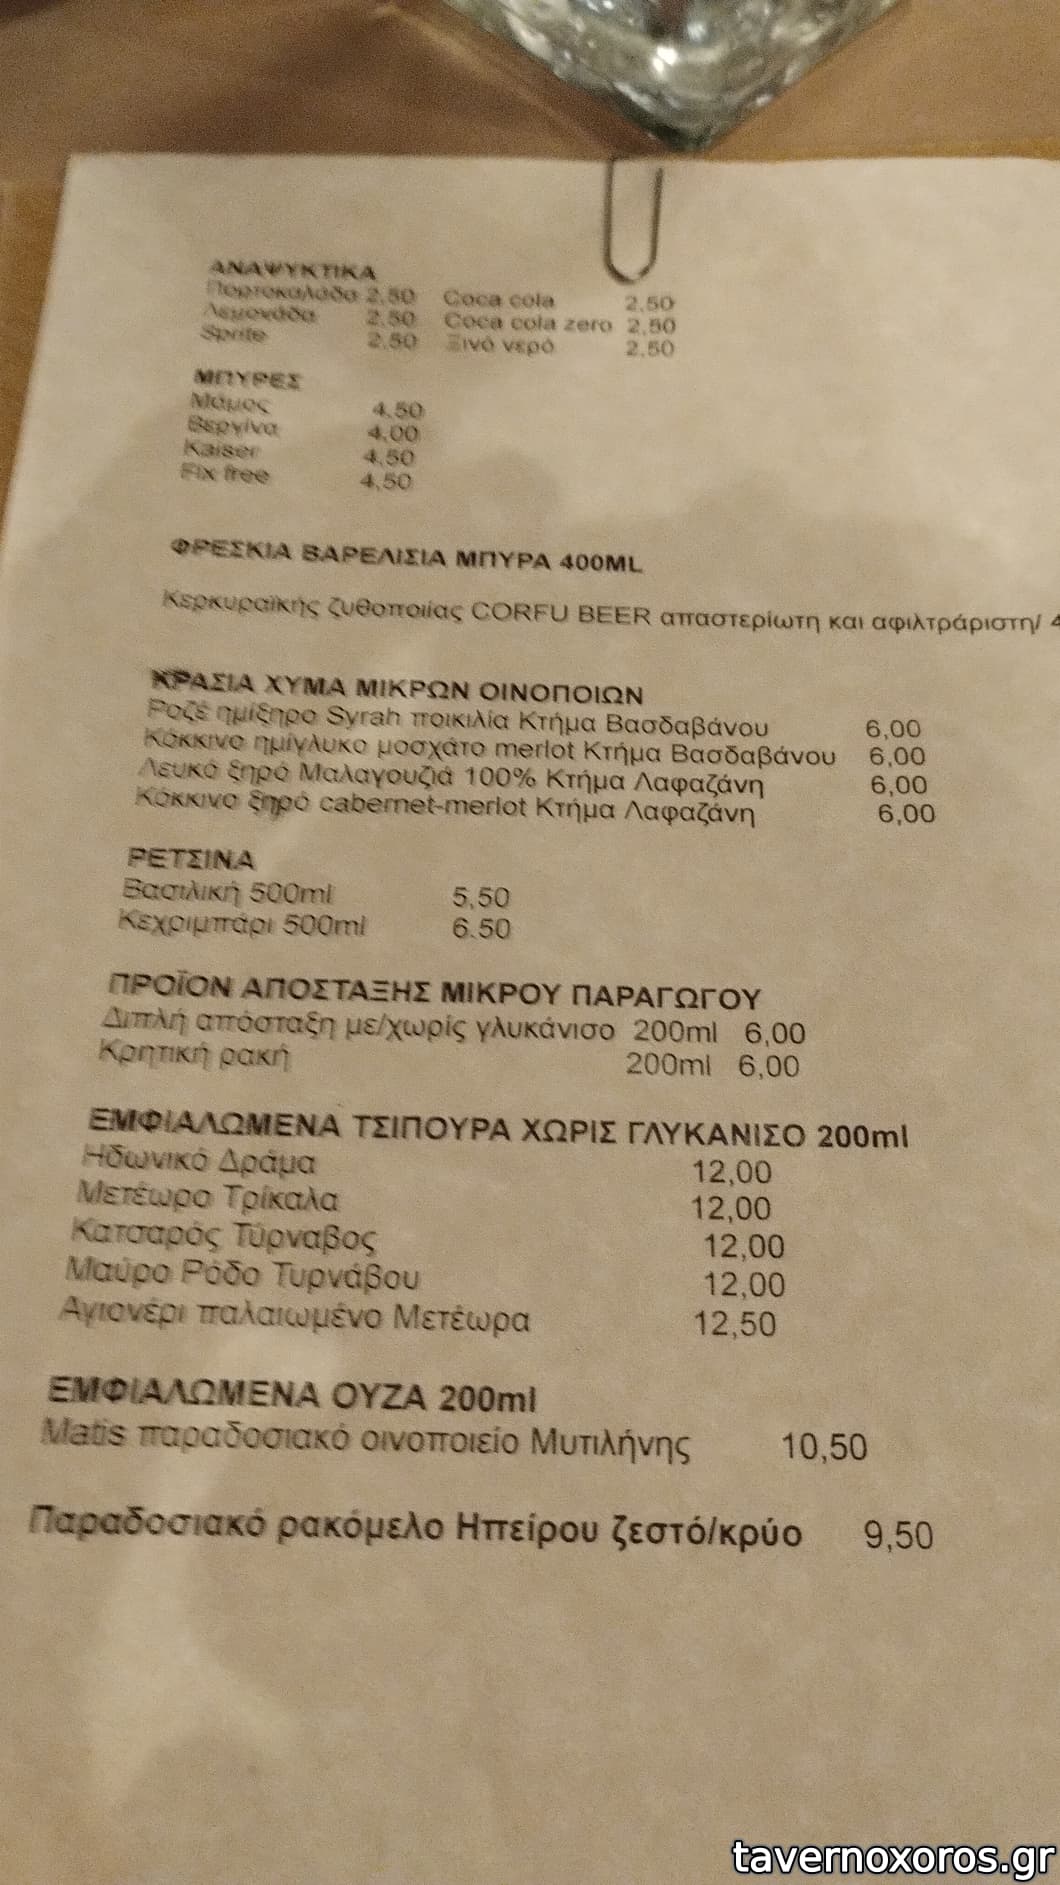 ΑΝΑΨΥΚΤΙΚΑ
Πορτοκαλάδα 2,50 Coca cola 2,50
Λεμονάδα 2,50 Coca cola zero 2,50
Sprite 2,50 Ξινό νερό 2,50
ΜΠΥΡΕΣ
Μάμος 4,50
Βεργίνα 4,00
Kaiser 4,50
Fix free 4,50
ΦΡΕΣΚΙΑ ΒΑΡΕΛΙΣΙΑ ΜΠΥΡΑ 400ML
Κερκυραϊκής ζυθοποιίας CORFU BEER απαστερίωτη και αφιλτράριστη/ 4
ΚΡΑΣΙΑ ΧΥΜΑ ΜΙΚΡΩΝ ΟΙΝΟΠΟΙΩΝ
Ροζέ ημίξηρο Syrah ποικιλία Κτήμα Βασδαβάνου 6,00
Κόκκινο ημίγλυκο μοσχάτο merlot Κτήμα Βασδαβάνου 6,00
Λευκό ξηρό Μαλαγουζιά 100% Κτήμα Λαφαζάνη 6,00
Κόκκινο ξηρό cabernet-merlot Κτήμα Λαφαζάνη 6,00
ΡΕΤΣΙΝΑ
Βασιλική 500ml 5,50
Κεχριμπάρι 500ml 6.50
ΠΡΟΪΟΝ ΑΠΟΣΤΑΞΗΣ ΜΙΚΡΟΥ ΠΑΡΑΓΩΓΟΥ
Διπλή απόσταξη με/χωρίς γλυκάνισο 200ml 6,00
Κρητική ρακή 200ml 6,00
ΕΜΦΙΑΛΩΜΕΝΑ ΤΣΙΠΟΥΡΑ ΧΩΡΙΣ ΓΛΥΚΑΝΙΣΟ 200ml
Ηδωνικό Δράμα 12,00
Μετέωρο Τρίκαλα 12,00
Κατσαρός Τύρναβος 12,00
Μαύρο Ρόδο Τυρνάβου 12,00
Αγιονέρι παλαιωμένο Μετέωρα 12,50
ΕΜΦΙΑΛΩΜΕΝΑ ΟΥΖΑ 200ml
Matis παραδοσιακό οινοποιείο Μυτιλήνης 10,50
Παραδοσιακό ρακόμελο Ηπείρου ζεστό/κρύο 9,50
tavernoxoros.gr